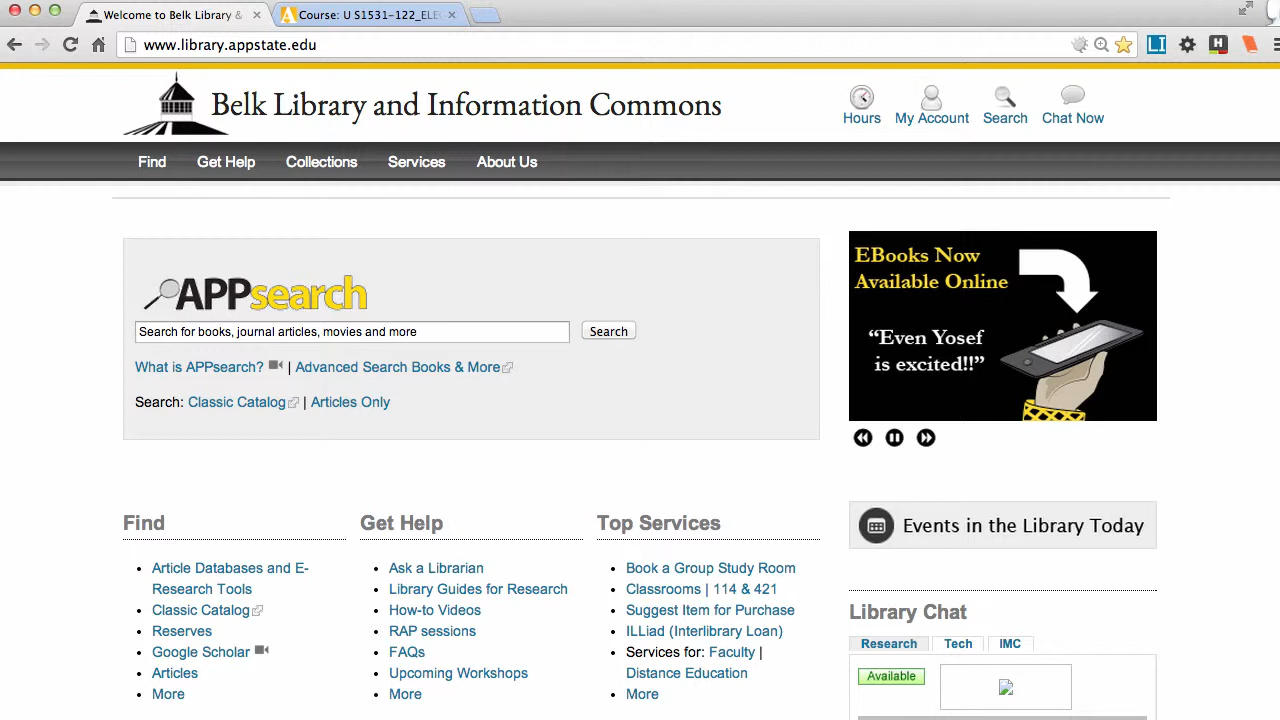 Welcome to Belk Library &
Course: U S1531-122_ELE
www.library.appstate.edu
LI
H
Belk Library and Information Commons
Hours
My Account
Search
Chat Now
Find
Get Help
Collections
Services
About Us
APPsearch
Search for books, journal articles, movies and more
Search
What is APPsearch? | Advanced Search Books & More
Search: Classic Catalog | Articles Only
EBooks Now
Available Online
“Even Yosef
is excited!!”
Events in the Library Today
Find
Article Databases and E-
Research Tools
Classic Catalog
Reserves
Google Scholar
Articles
More
Get Help
Ask a Librarian
Library Guides for Research
How-to Videos
RAP sessions
FAQs
Upcoming Workshops
More
Top Services
Book a Group Study Room
Classrooms | 114 & 421
Suggest Item for Purchase
ILLiad (Interlibrary Loan)
Services for: Faculty |
Distance Education
More
Library Chat
Research
Tech
IMC
Available